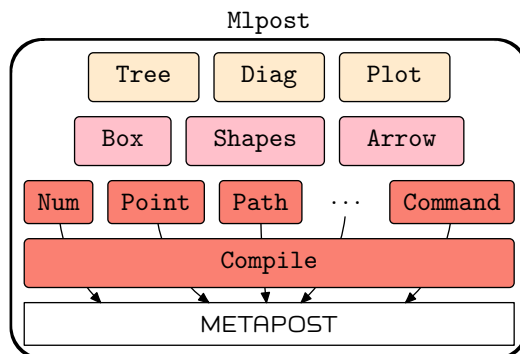 Mlpost
Tree Diag Plot
Box Shapes Arrow
Num Point Path ... Command
Compile
METAPOST